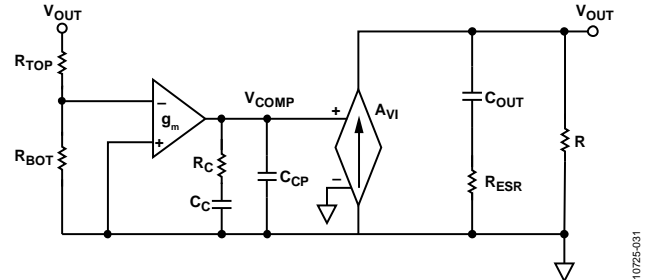 VOUT
VOUT
RTOP
AVI
VCOMP
COUT
−
gm
+
+
RBOT
RC
CCP
R
−
RESR
CC
10725-031